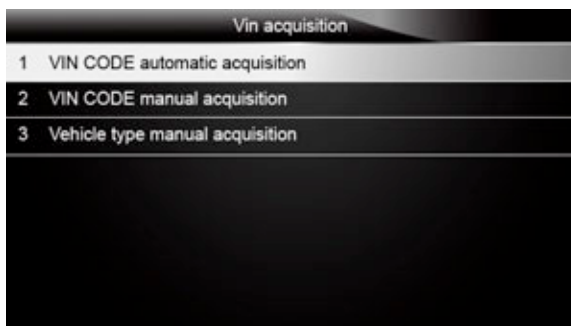 Vin acquisition
1 VIN CODE automatic acquisition
2 VIN CODE manual acquisition
3 Vehicle type manual acquisition